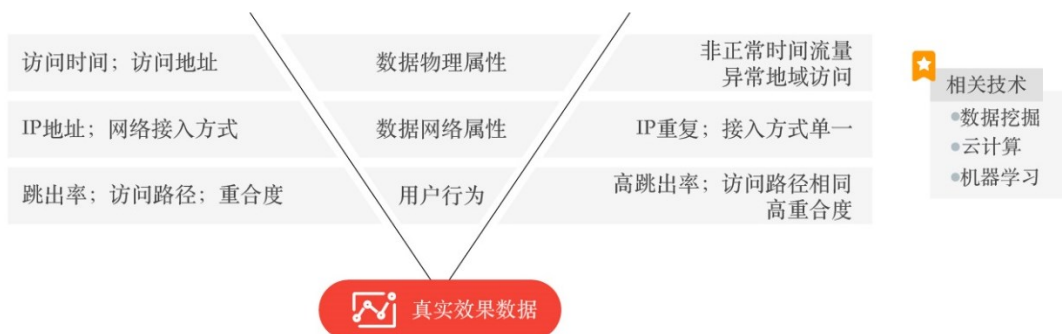 访问时间；访问地址
数据物理属性
非正常时间流量
异常地域访问
IP地址；网络接入方式
数据网络属性
IP重复；接入方式单一
跳出率；访问路径；重合度
用户行为
高跳出率；访问路径相同
高重合度
真实效果数据
相关技术
数据挖掘
云计算
机器学习